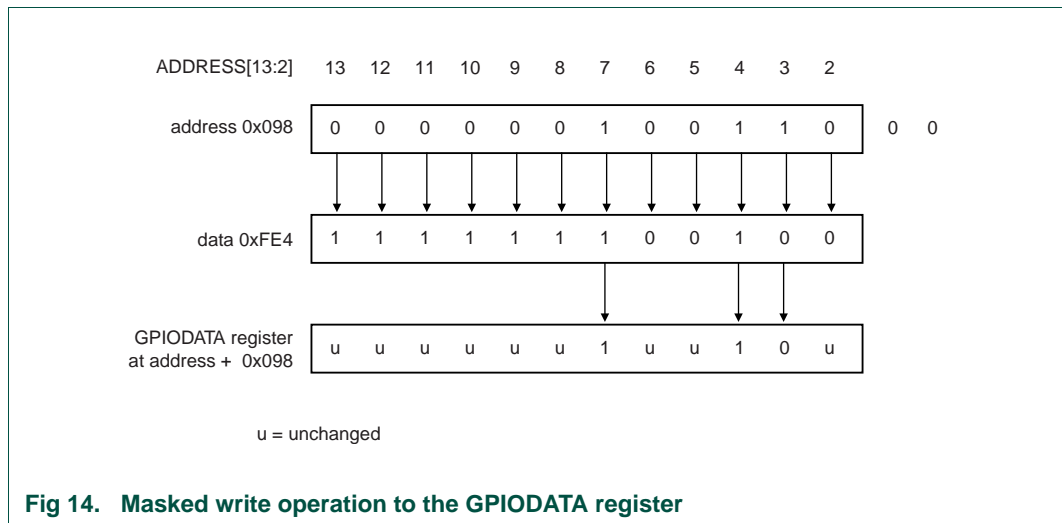 ADDRESS[13:2] 13 12 11 10 9 8 7 6 5 4 3 2
address 0x098 0 0 0 0 0 0 1 0 0 1 1 0 0 0
data 0xFE4 1 1 1 1 1 1 1 0 0 1 0 0
GPIODATA register
at address + 0x098
u u u u u u 1 u u 1 0 u
u = unchanged
Fig 14. Masked write operation to the GPIODATA register